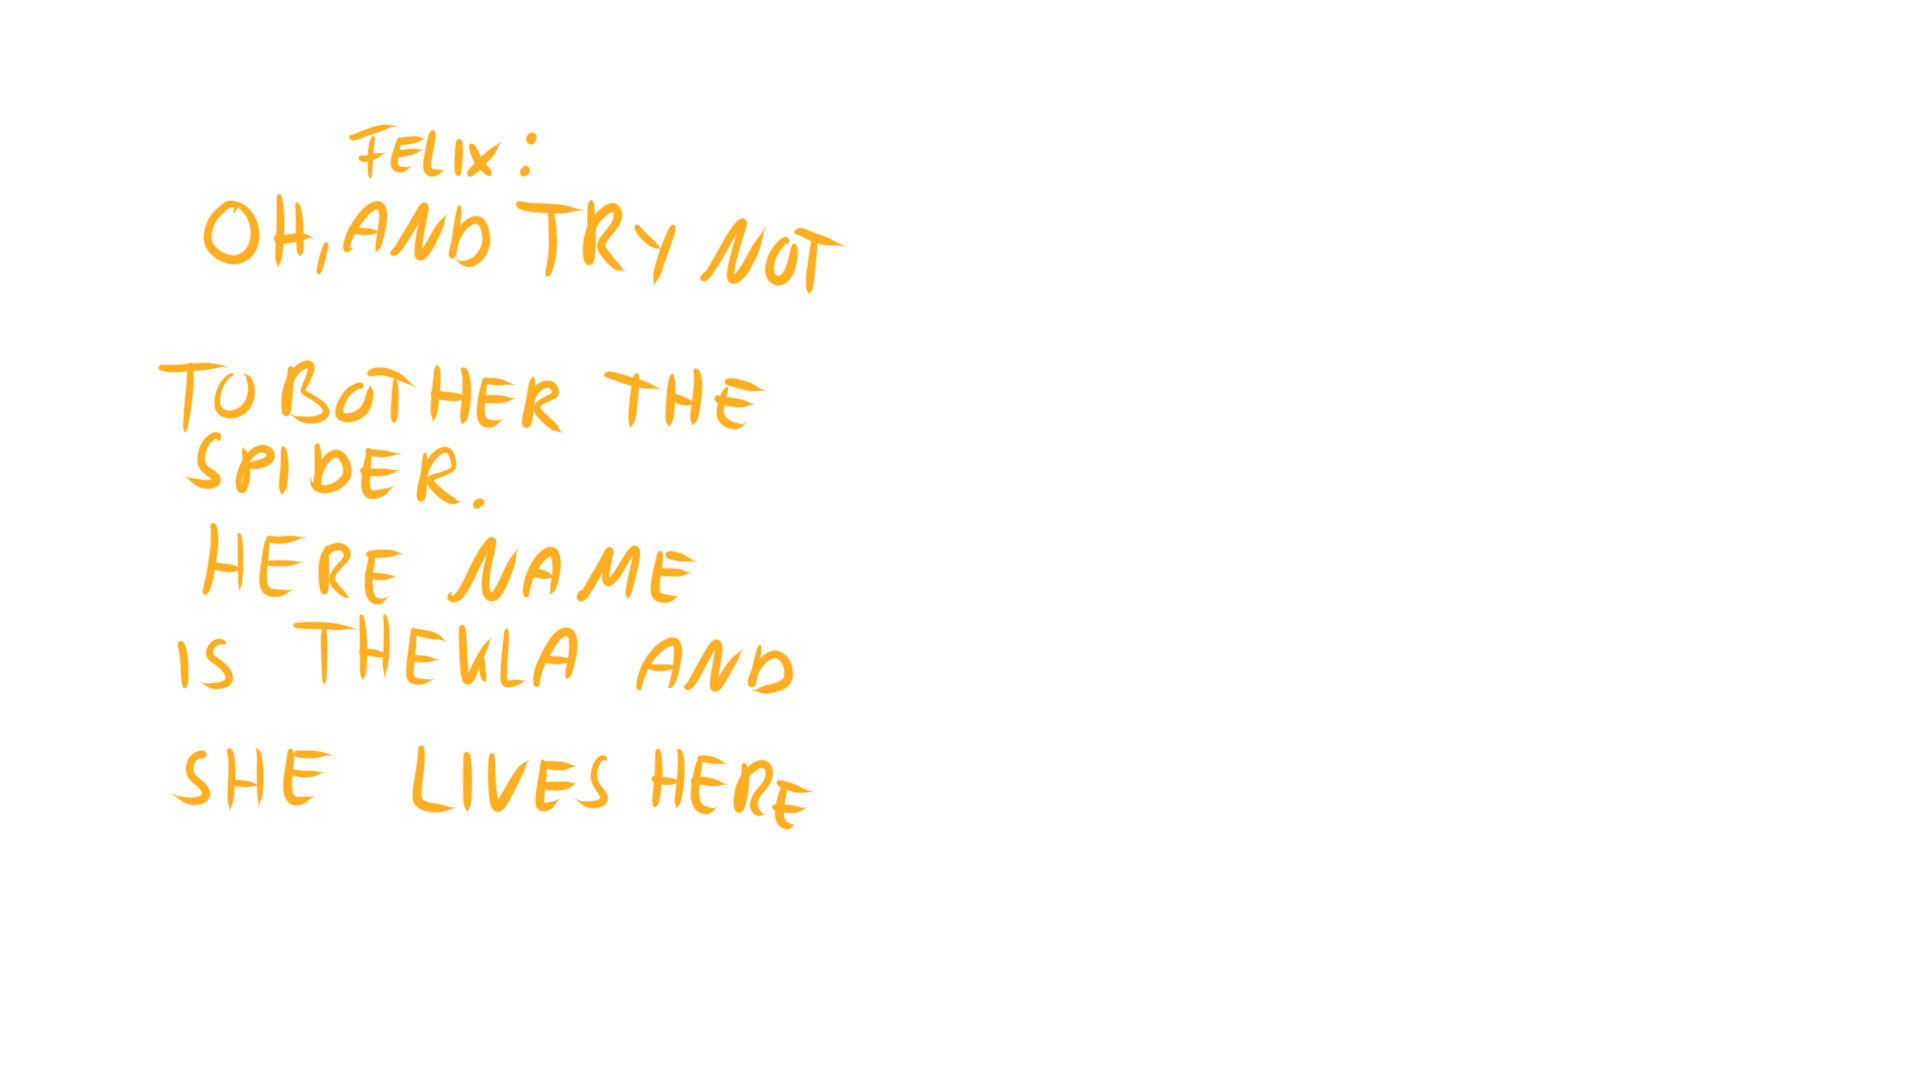 FELIX:
OH, AND TRY NOT
TO BOTHER THE
SPIDER.
HERE NAME
IS THEKLA AND
SHE LIVES HERE